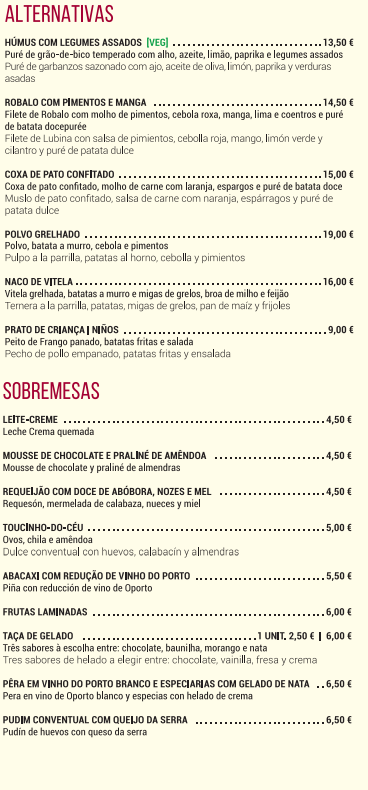 ALTERNATIVAS
HÚMUS COM LEGUMES ASSADOS [VEG] ........ 13,50 €
Puré de grão-de-bico temperado com alho, azeite, limão, paprika e legumes assados
Puré de garbanzos sazonado com ajo, aceite de oliva, limón, paprika y verduras
asadas
ROBALO COM PIMENTOS E MANGA ........ 14,50 €
Filete de Robalo com molho de pimentos, cebola roxa, manga, lima e coentros e puré
de batata docepurée
Filete de Lubina con salsa de pimientos, cebolla roja, mango, limón verde y
cilantro y puré de patata dulce
COXA DE PATO CONFITADO ........ 15,00 €
Coxa de pato confitado, molho de carne com laranja, espargos e puré de batata doce
Muslo de pato confitado, salsa de carne com naranja, espárragos y puré de
patata dulce
POLVO GRELHADO ........ 19,00 €
Polvo, batata a murro, cebola e pimentos
Pulpo a la parrilla, patatas al horno, cebolla y pimientos
NACO DE VITELA ........ 16,00 €
Vitela grelhada, batatas a murro e migas de grelos, broa de milho e feijão
Ternera a la parrilla, patatas, migas de grelos, pan de maíz y frijoles
PRATO DE CRIANÇA | NIÑOS ........ 9,00 €
Peito de Frango panado, batatas fritas e salada
Pecho de pollo empanado, patatas fritas y ensalada
SOBREMESAS
LEITE-CREME ........ 4,50 €
Leche Crema quemada
MOUSSE DE CHOCOLATE E PRALINÉ DE AMÊNDOA ........ 4,50 €
Mousse de chocolate y praliné de almendras
REQUEIJÃO COM DOCE DE ABÓBORA, NOZES E MEL ........ 4,50 €
Requesón, mermelada de calabaza, nueces y miel
TOUCINHO-DO-CÉU ........ 5,00 €
Ovos, chila e amêndoa
Dulce conventual con huevos, calabacín y almendras
ABACAXI COM REDUÇÃO DE VINHO DO PORTO ........ 5,50 €
Piña con reducción de vino de Oporto
FRUTAS LAMINADAS ........ 6,00 €
TAÇA DE GELADO ........ 1 UNIT. 2,50 € | 6,00 €
Três sabores à escolha entre: chocolate, baunilha, morango e nata
Tres sabores de helado a elegir entre: chocolate, vainilla, fresa y crema
PÊRA EM VINHO DO PORTO BRANCO E ESPECIARIAS COM GELADO DE NATA .. 6,50 €
Pera en vino de Oporto blanco y especias con helado de crema
PUDIM CONVENTUAL COM QUEIJO DA SERRA ........ 6,50 €
Pudín de huevos con queso da serra